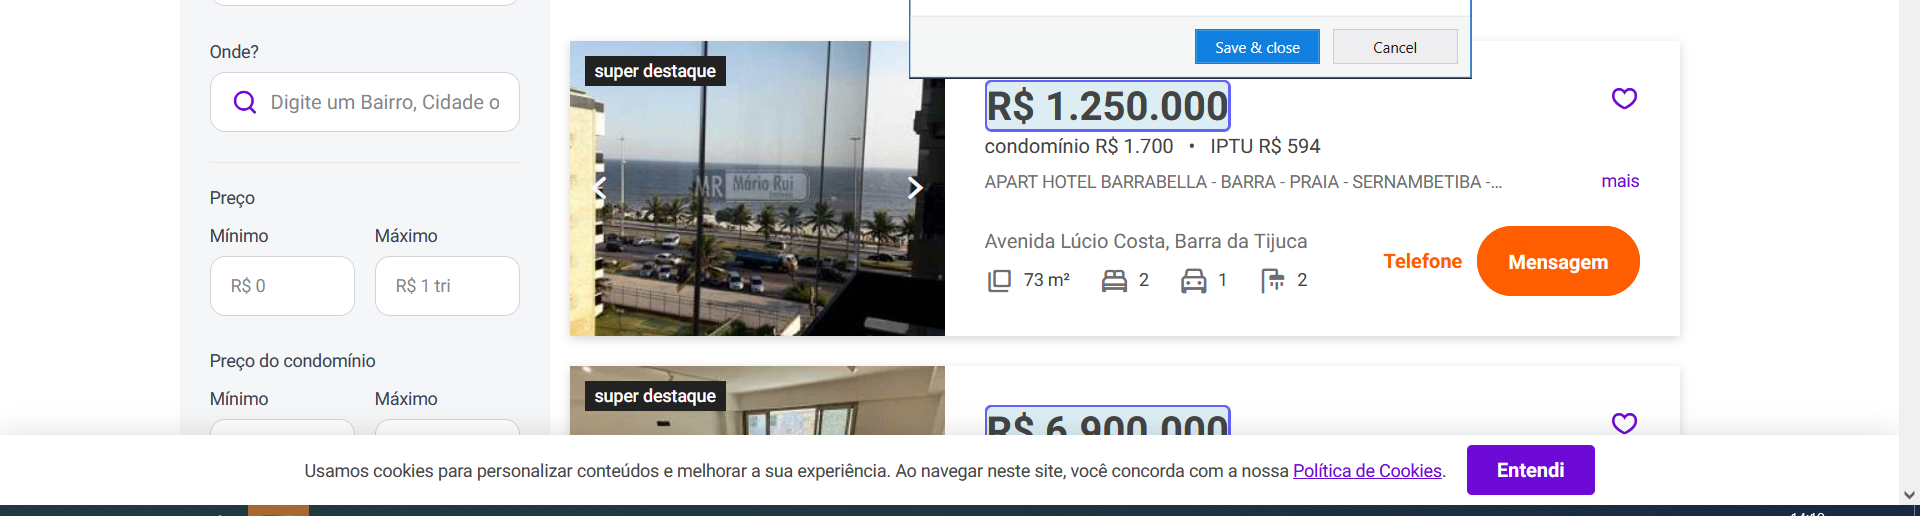 Onde?
Digite um Bairro, Cidade o
Preço
Mínimo
Máximo
R$ 0
R$ 1 tri
Preço do condomínio
Mínimo
Máximo
Save & close
Cancel
super destaque
MR Mário Rui
R$ 1.250.000
condomínio R$ 1.700 • IPTU R$ 594
APART HOTEL BARRABELLA - BARRA - PRAIA - SERNAMBETIBA -...
mais
Avenida Lúcio Costa, Barra da Tijuca
73 m²
2
1
2
Telefone
Mensagem
super destaque
R$ 6.900.000
Usamos cookies para personalizar conteúdos e melhorar a sua experiência. Ao navegar neste site, você concorda com a nossa Política de Cookies.
Entendi